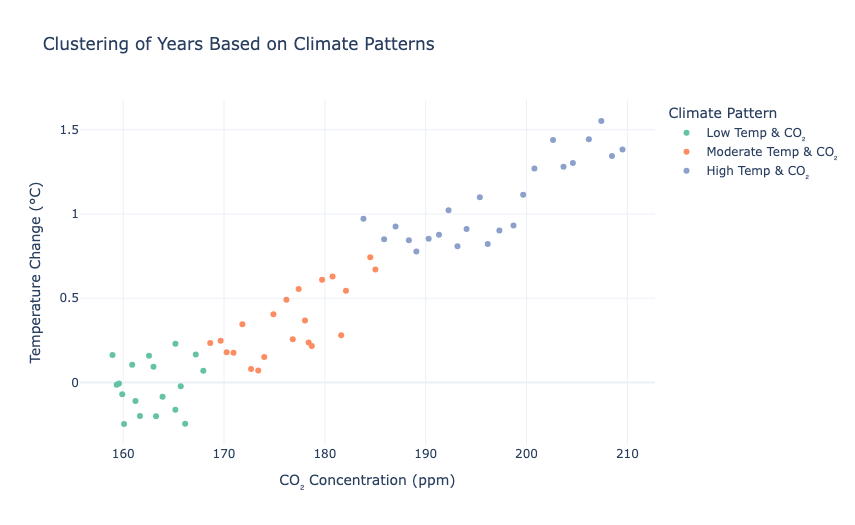 Clustering of Years Based on Climate Patterns
Climate Pattern
Low Temp & CO₂
Moderate Temp & CO₂
High Temp & CO₂
Temperature Change (°C)
1.5
1
0.5
0
160 170 180 190 200 210
CO₂ Concentration (ppm)